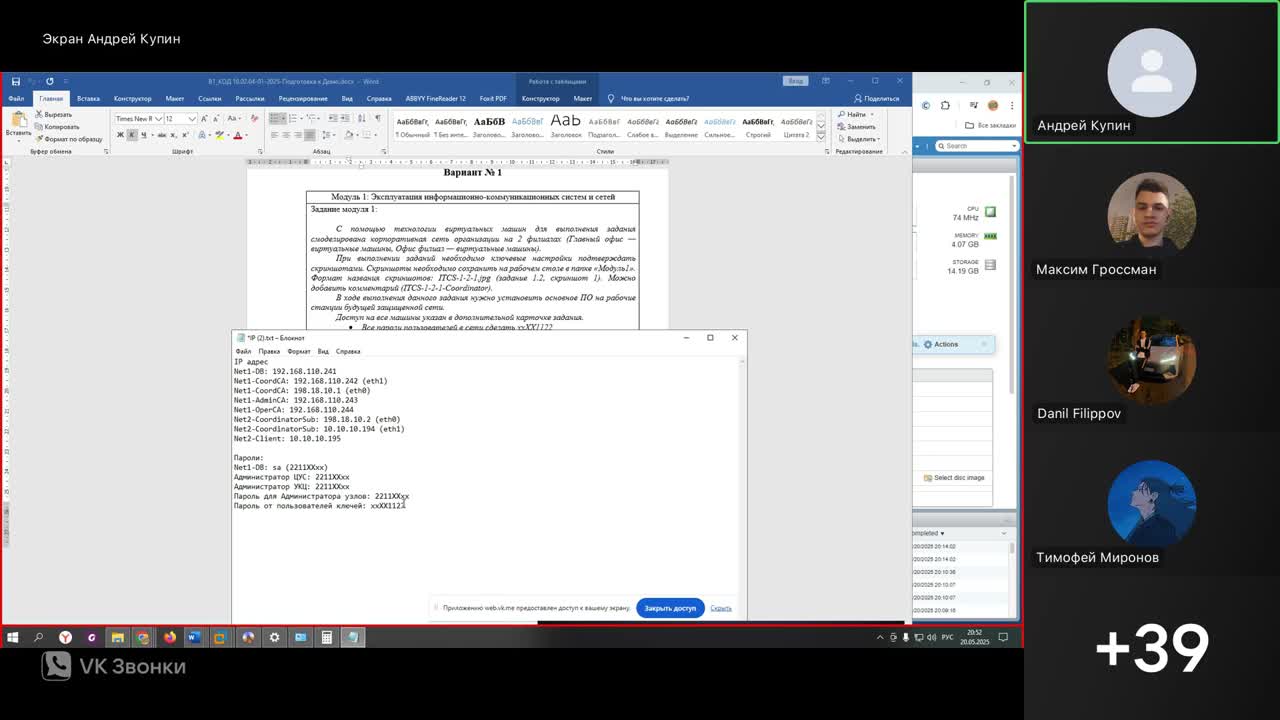 Экран Андрей Купин
ВТ_КОД 10.02.04-01-2025-Подготовка к Демо.docx - Word
Работа с таблицами
Вход
Файл Главная Вставка Конструктор Макет Ссылки Рассылки Рецензирование Вид Справка ABBYY FineReader 12 Foxit PDF Конструктор Макет Что вы хотите сделать? Поделиться
Вставить
Вырезать
Копировать
Формат по образцу
Буфер обмена
Times New R 12
Шрифт
Абзац
АаБбВвГг, АаБбВвГг, АаБбВ АаБбВвГ АаЬ АаБбВвГ АаБбВвГг АаБбВвГг АаБбВвГг АаБбВвГг, АаБбВвГг
¶ Обычный ¶ Без инте... Заголово... Заголово... Заголовок Подзагол... Слабое в... Выделение Сильное... Строгий Цитата 2
Стили
Найти
Заменить
Выделить
Редактирование
Все закладки
Search
Вариант № 1
Модуль 1: Эксплуатация информационно-коммуникационных систем и сетей
Задание модуля 1:
С помощью технологии виртуальных машин для выполнения задания
смоделирована корпоративная сеть организации на 2 филиалах (Главный офис —
виртуальные машины, Офис филиал — виртуальные машины).
При выполнении заданий необходимо ключевые настройки подтверждать
скриншотами. Скриншоты необходимо сохранить на рабочем столе в папке «Модуль1».
Формат названия скриншотов: ITCS-1-2-1.jpg (задание 1.2, скриншот 1). Можно
добавить комментарий (ITCS-1-2-1-Coordinator).
В ходе выполнения данного задания нужно установить основное ПО на рабочие
станции будущей защищенной сети.
Доступ на все машины указан в дополнительной карточке задания.
• Все пароли пользователей в сети сделать xxXX1122
CPU
74 MHz
MEMORY
4.07 GB
STORAGE
14.19 GB
Actions
Select disc image
ompleted
/20/2025 20:14:02
/20/2025 20:14:02
/20/2025 20:10:36
/20/2025 20:10:07
/20/2025 20:10:07
/20/2025 20:09:16
*IP (2).txt – Блокнот
Файл Правка Формат Вид Справка
IP адрес
Net1-DB: 192.168.110.241
Net1-CoordCA: 192.168.110.242 (eth1)
Net1-CoordCA: 198.18.10.1 (eth0)
Net1-AdminCA: 192.168.110.243
Net1-OperCA: 192.168.110.244
Net2-CoordinatorSub: 198.18.10.2 (eth0)
Net2-CoordinatorSub: 10.10.10.194 (eth1)
Net2-Client: 10.10.10.195
Пароли:
Net1-DB: sa (2211XXxx)
Администратор ЦУС: 2211XXxx
Администратор УКЦ: 2211XXxx
Пароль для Администратора узлов: 2211XXxx
Пароль от пользователей ключей: xxXX1122
Приложению web.vk.me предоставлен доступ к вашему экрану.
Закрыть доступ
Скрыть
РУС
20:52
20.05.2025
VK Звонки
Андрей Купин
Максим Гроссман
Danil Filippov
Тимофей Миронов
+39